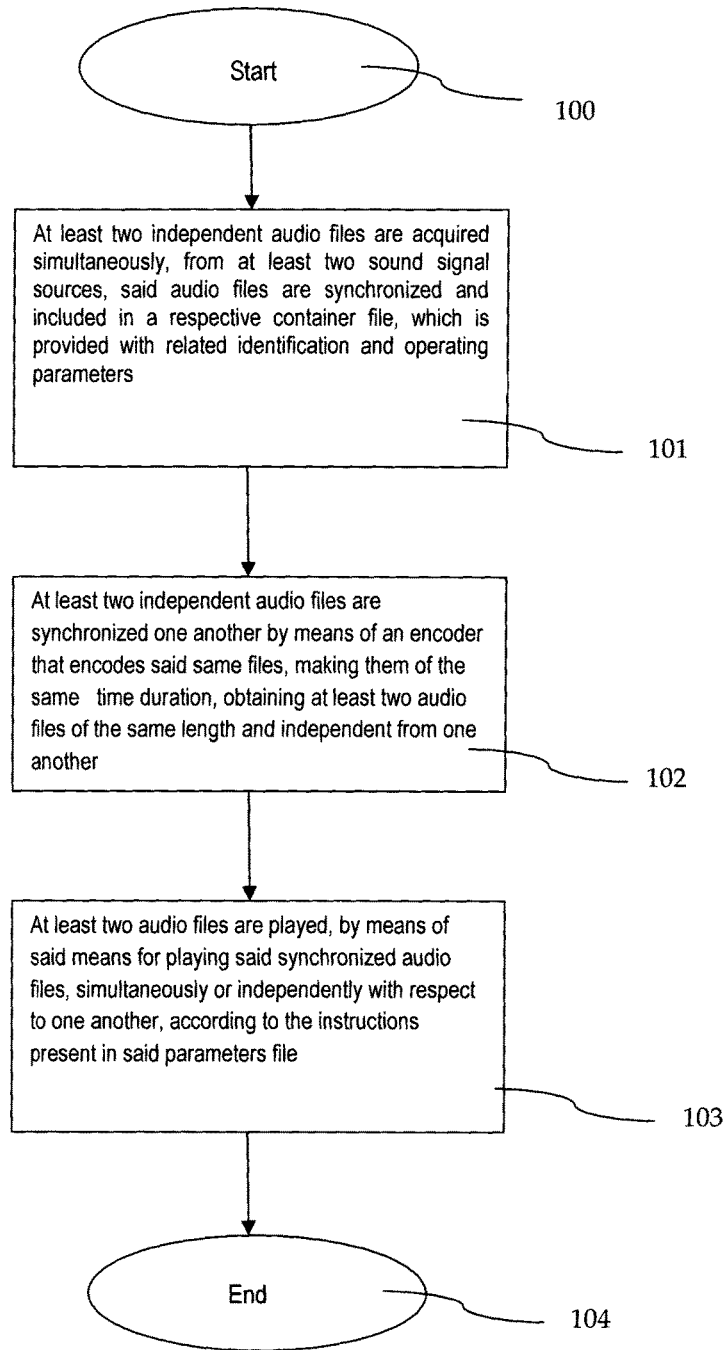 Start
100
At least two independent audio files are acquired
simultaneously, from at least two sound signal
sources, said audio files are synchronized and
included in a respective container file, which is
provided with related identification and operating
parameters
101
At least two independent audio files are
synchronized one another by means of an encoder
that encodes said same files, making them of the
same time duration, obtaining at least two audio
files of the same length and independent from one
another
102
At least two audio files are played, by means of
said means for playing said synchronized audio
files, simultaneously or independently with respect
to one another, according to the instructions
present in said parameters file
103
End
104